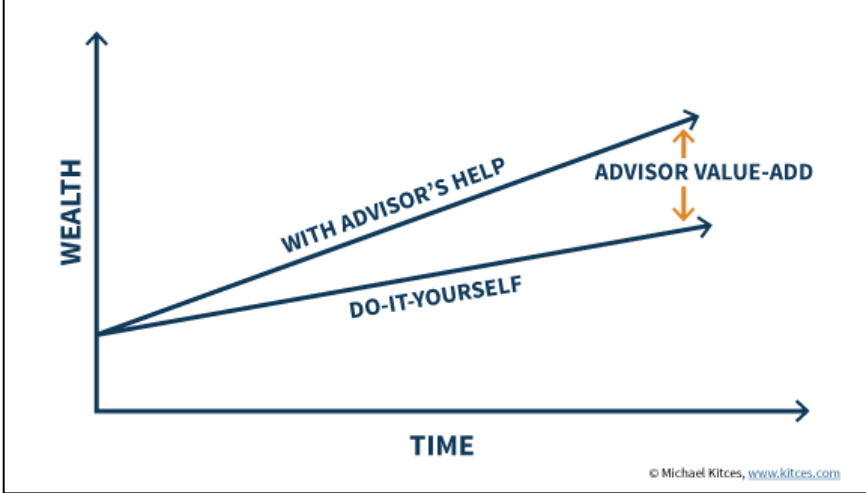 WEALTH
WITH ADVISOR'S HELP
ADVISOR VALUE-ADD
DO-IT-YOURSELF
TIME
© Michael Kitces, www.kitces.com